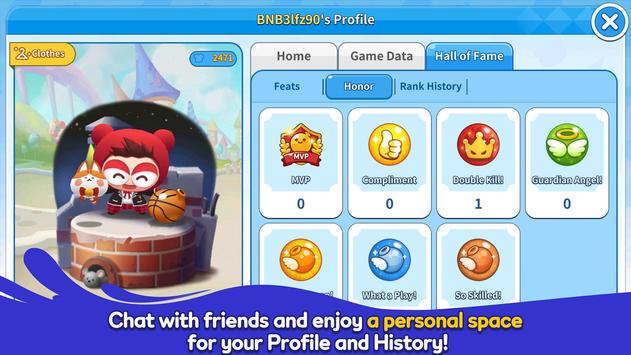 BNB3lfz90's Profile
Clothes
2471
Home
Game Data
Hall of Fame
Feats
Honor
Rank History
MVP
MVP
Compliment
Double Kill!
Guardian Angel!
0
0
1
0
What a Play!
So Skilled!
Chat with friends and enjoy a personal space
for your Profile and History!